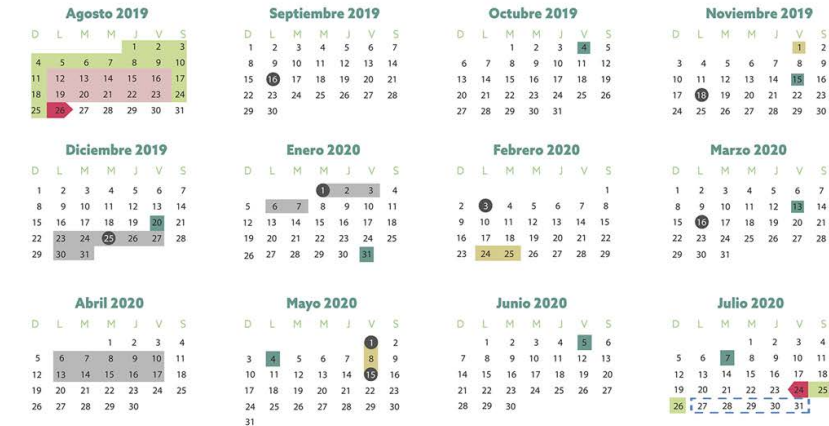 Agosto 2019
D L M M J V S
1 2 3
4 5 6 7 8 9 10
11 12 13 14 15 16 17
18 19 20 21 22 23 24
25 26 27 28 29 30 31
Septiembre 2019
D L M M J V S
1 2 3 4 5 6 7
8 9 10 11 12 13 14
15 16 17 18 19 20 21
22 23 24 25 26 27 28
29 30
Octubre 2019
D L M M J V S
1 2 3 4 5
6 7 8 9 10 11 12
13 14 15 16 17 18 19
20 21 22 23 24 25 26
27 28 29 30 31
Noviembre 2019
D L M M J V S
1 2
3 4 5 6 7 8 9
10 11 12 13 14 15 16
17 18 19 20 21 22 23
24 25 26 27 28 29 30
Diciembre 2019
D L M M J V S
1 2 3 4 5 6 7
8 9 10 11 12 13 14
15 16 17 18 19 20 21
22 23 24 25 26 27 28
29 30 31
Enero 2020
D L M M J V S
1 2 3 4
5 6 7 8 9 10 11
12 13 14 15 16 17 18
19 20 21 22 23 24 25
26 27 28 29 30 31
Febrero 2020
D L M M J V S
1
2 3 4 5 6 7 8
9 10 11 12 13 14 15
16 17 18 19 20 21 22
23 24 25 26 27 28 29
Marzo 2020
D L M M J V S
1 2 3 4 5 6 7
8 9 10 11 12 13 14
15 16 17 18 19 20 21
22 23 24 25 26 27 28
29 30 31
Abril 2020
D L M M J V S
1 2 3 4
5 6 7 8 9 10 11
12 13 14 15 16 17 18
19 20 21 22 23 24 25
26 27 28 29 30
Mayo 2020
D L M M J V S
1 2
3 4 5 6 7 8 9
10 11 12 13 14 15 16
17 18 19 20 21 22 23
24 25 26 27 28 29 30
31
Junio 2020
D L M M J V S
1 2 3 4 5 6
7 8 9 10 11 12 13
14 15 16 17 18 19 20
21 22 23 24 25 26 27
28 29 30
Julio 2020
D L M M J V S
1 2 3 4
5 6 7 8 9 10 11
12 13 14 15 16 17 18
19 20 21 22 23 24 25
26 27 28 29 30 31